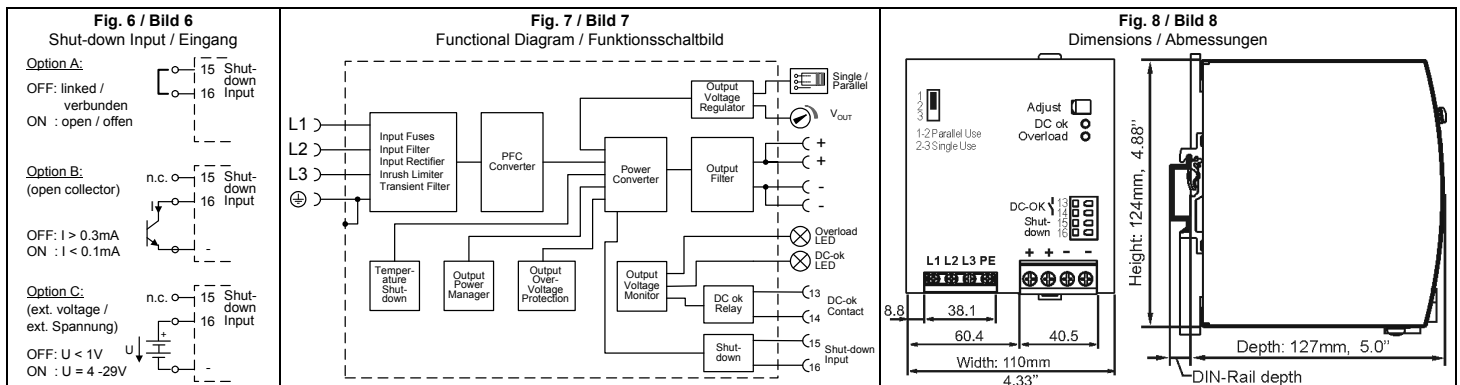 Fig. 6 / Bild 6
Shut-down Input / Eingang
Option A:
OFF: linked /
verbunden
ON : open / offen
15 Shut-
down
16 Input
Option B:
(open collector)
n.c.
15 Shut-
down
16 Input
I
OFF: I > 0.3mA
ON : I < 0.1mA
-
Option C:
(ext. voltage /
ext. Spannung)
n.c.
15 Shut-
down
16 Input
U
+
OFF: U < 1V
ON : U = 4 -29V
-
Fig. 7 / Bild 7
Functional Diagram / Funktionsschaltbild
L1
L2
L3
Input Fuses
Input Filter
Input Rectifier
Inrush Limiter
Transient Filter
PFC
Converter
Power
Converter
Output
Voltage
Regulator
Single /
Parallel
VOUT
Output
Filter
+
+
-
-
Temper-
ature
Shut-
down
Output
Power
Manager
Output
Over-
Voltage
Protection
Output
Voltage
Monitor
Overload
LED
DC-ok
LED
DC ok
Relay
13
14
DC-ok
Contact
Shut-
down
15
16
Shut-down
Input
Fig. 8 / Bild 8
Dimensions / Abmessungen
1
2
3
1-2 Parallel Use
2-3 Single Use
Adjust
DC ok
Overload
DC-OK
Shut-
down
13
14
15
16
L1 L2 L3 PE
+ + - -
8.8
38.1
60.4
40.5
Width: 110mm
4.33"
Height: 124mm, 4.88"
Depth: 127mm, 5.0"
DIN-Rail depth